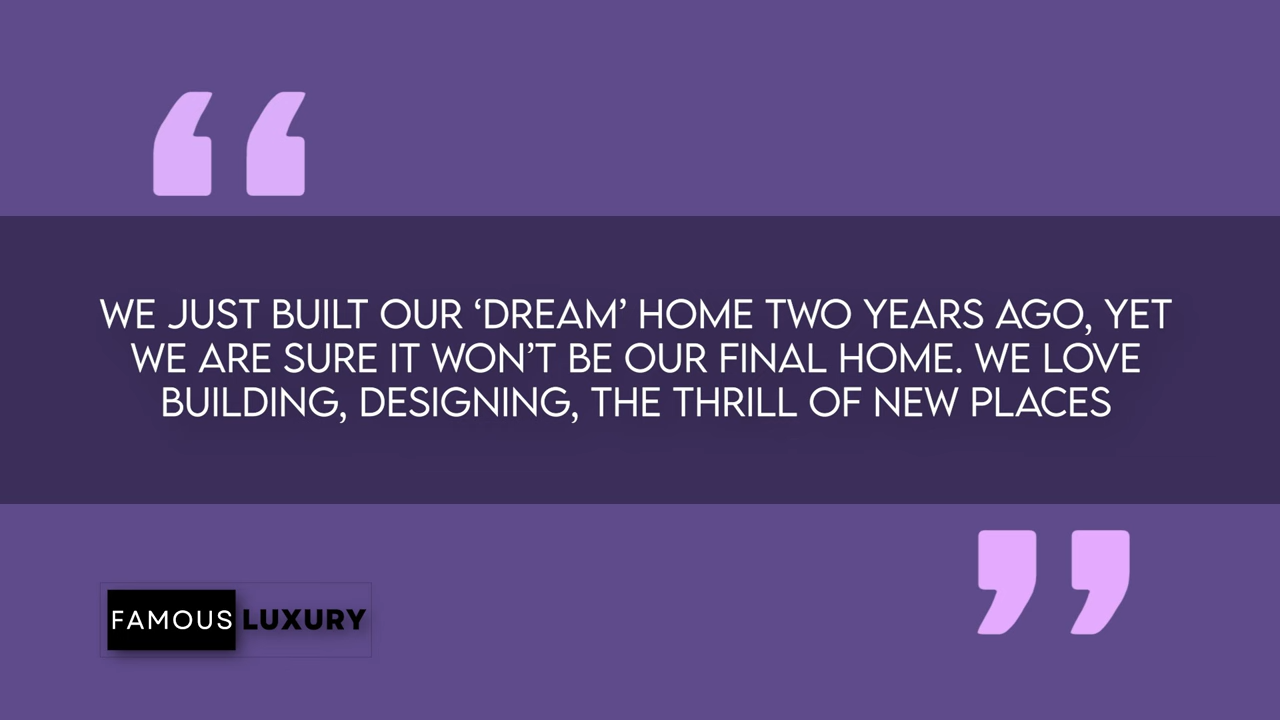 “
WE JUST BUILT OUR ‘DREAM’ HOME TWO YEARS AGO, YET
WE ARE SURE IT WON’T BE OUR FINAL HOME. WE LOVE
BUILDING, DESIGNING, THE THRILL OF NEW PLACES
”
FAMOUS LUXURY